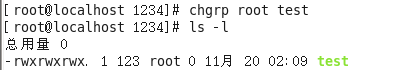 [root@localhost 1234]# chgrp root test
[root@localhost 1234]# ls -l
总用量 0
-rwxrwxrwx. 1 123 root 0 11月 20 02:09 test